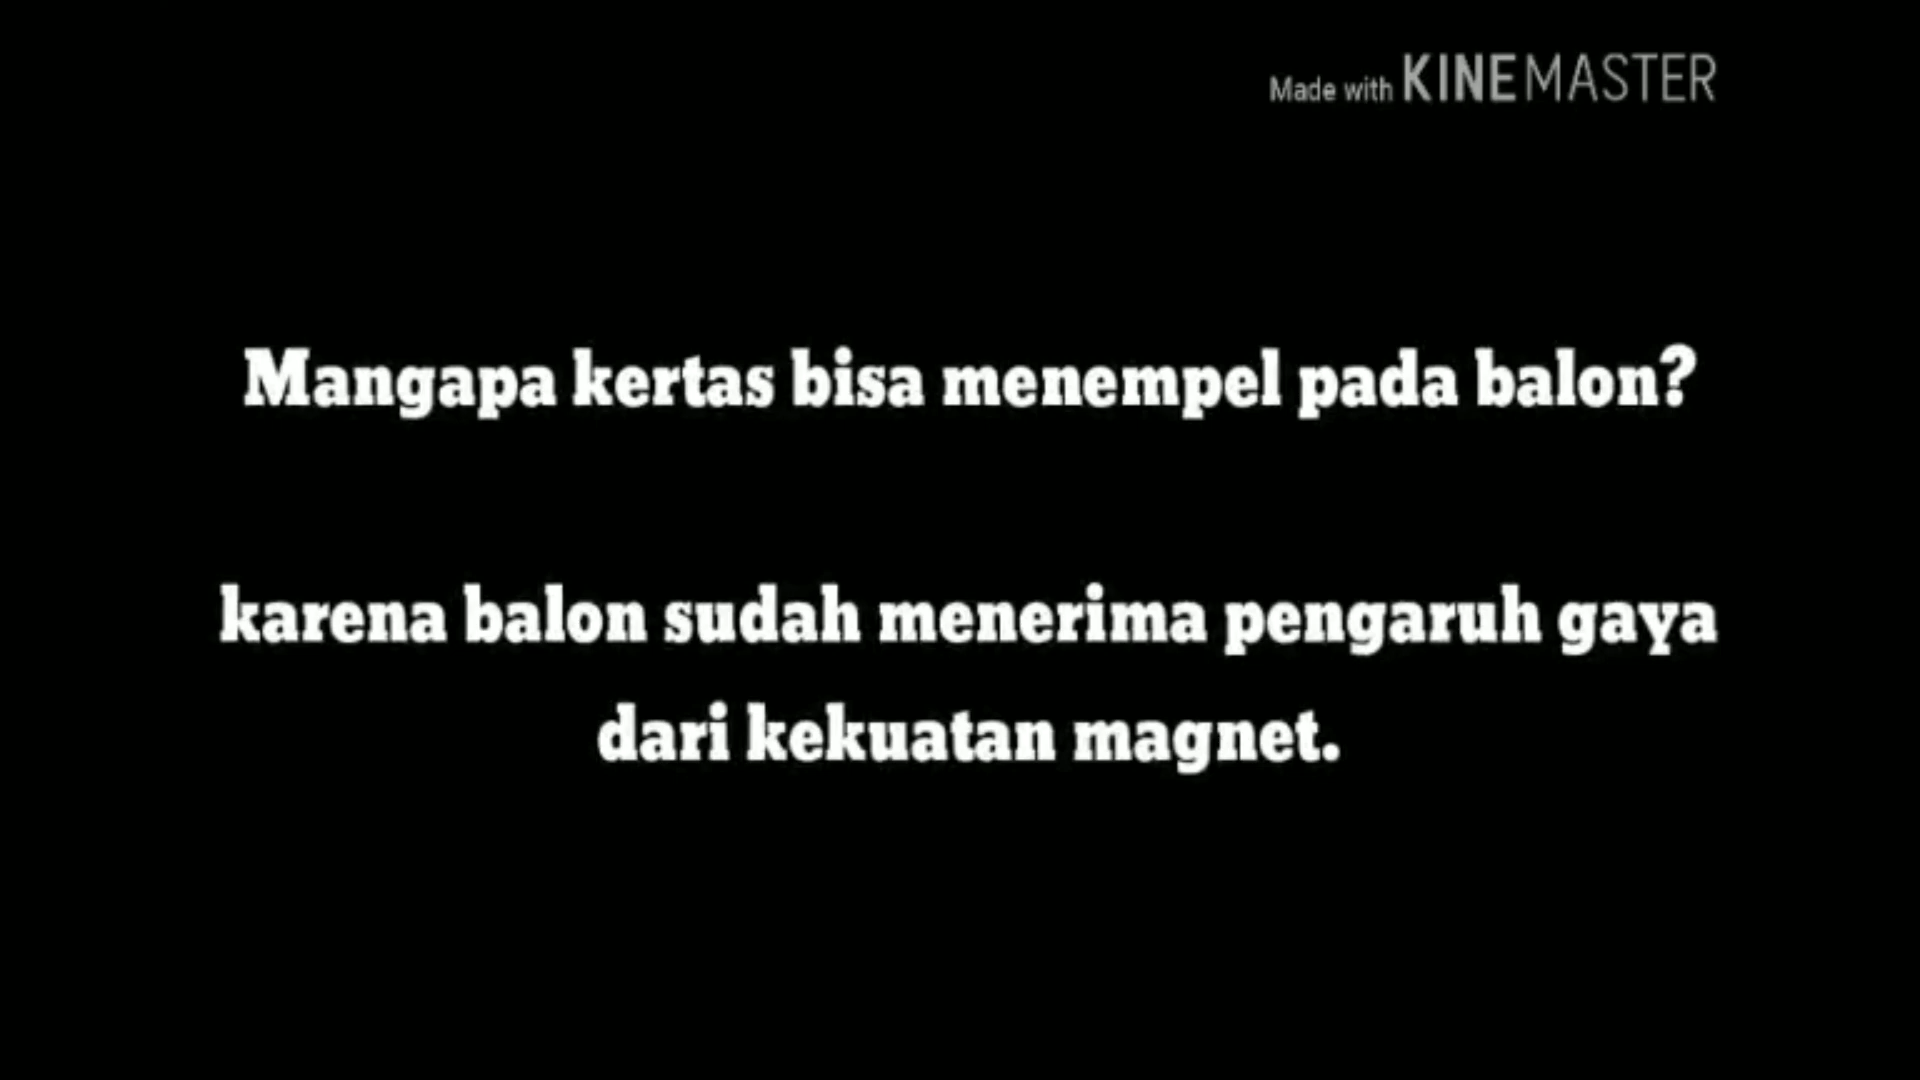 Made with KINEMASTER
Mangapa kertas bisa menempel pada balon?
karena balon sudah menerima pengaruh gaya
dari kekuatan magnet.